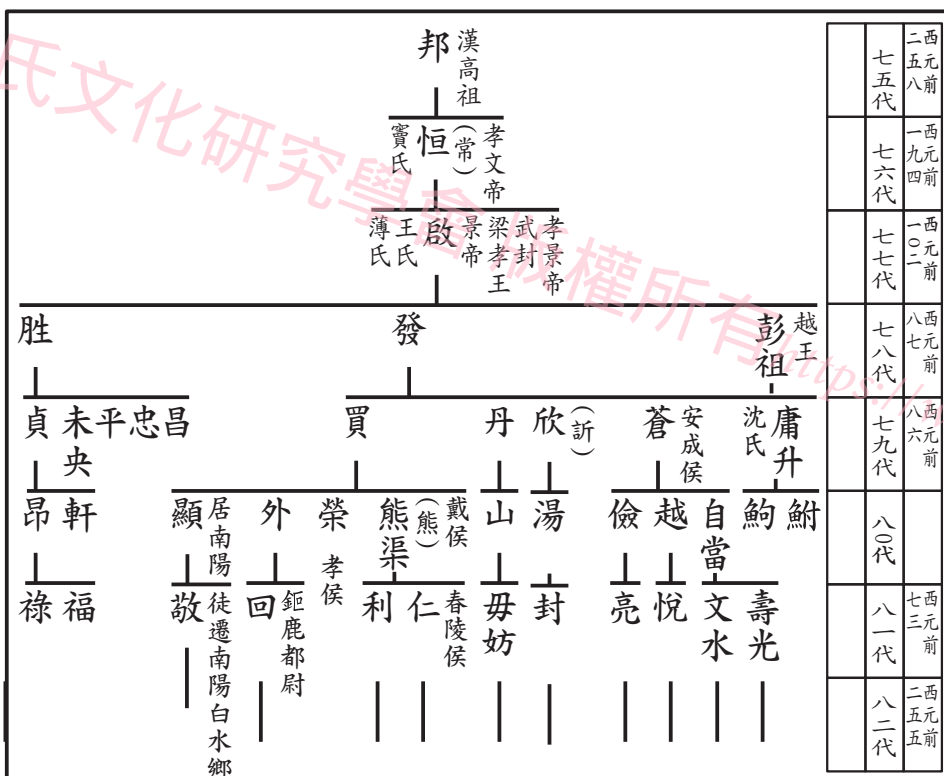 西元前二五八
七五代
邦 漢高祖
西元前一九四
七六代
孝文帝
恒(常)
竇氏
西元前一0二
七七代
孝景帝
武封
梁孝王
景帝
啟
王氏
薄氏
西元前八七
七八代
越王
彭祖
發
胜
西元前八六
七九代
庸升
沈氏
安成侯
蒼
欣(訢)
丹
買
昌
忠
平
未央
貞
八0代
鮒
鮈
自當
越
儉
湯
山
戴侯
熊渠(熊)
榮 孝侯
外
居南陽
顯
軒
昂
西元前七三
八一代
壽光
文水
悅
亮
封
毋妨
春陵侯
仁
利
鉅鹿都尉
回
徒遷南陽白水鄉
敬
福
祿
西元前二五五
八二代
氏文化研究學會 版權所有 https://w